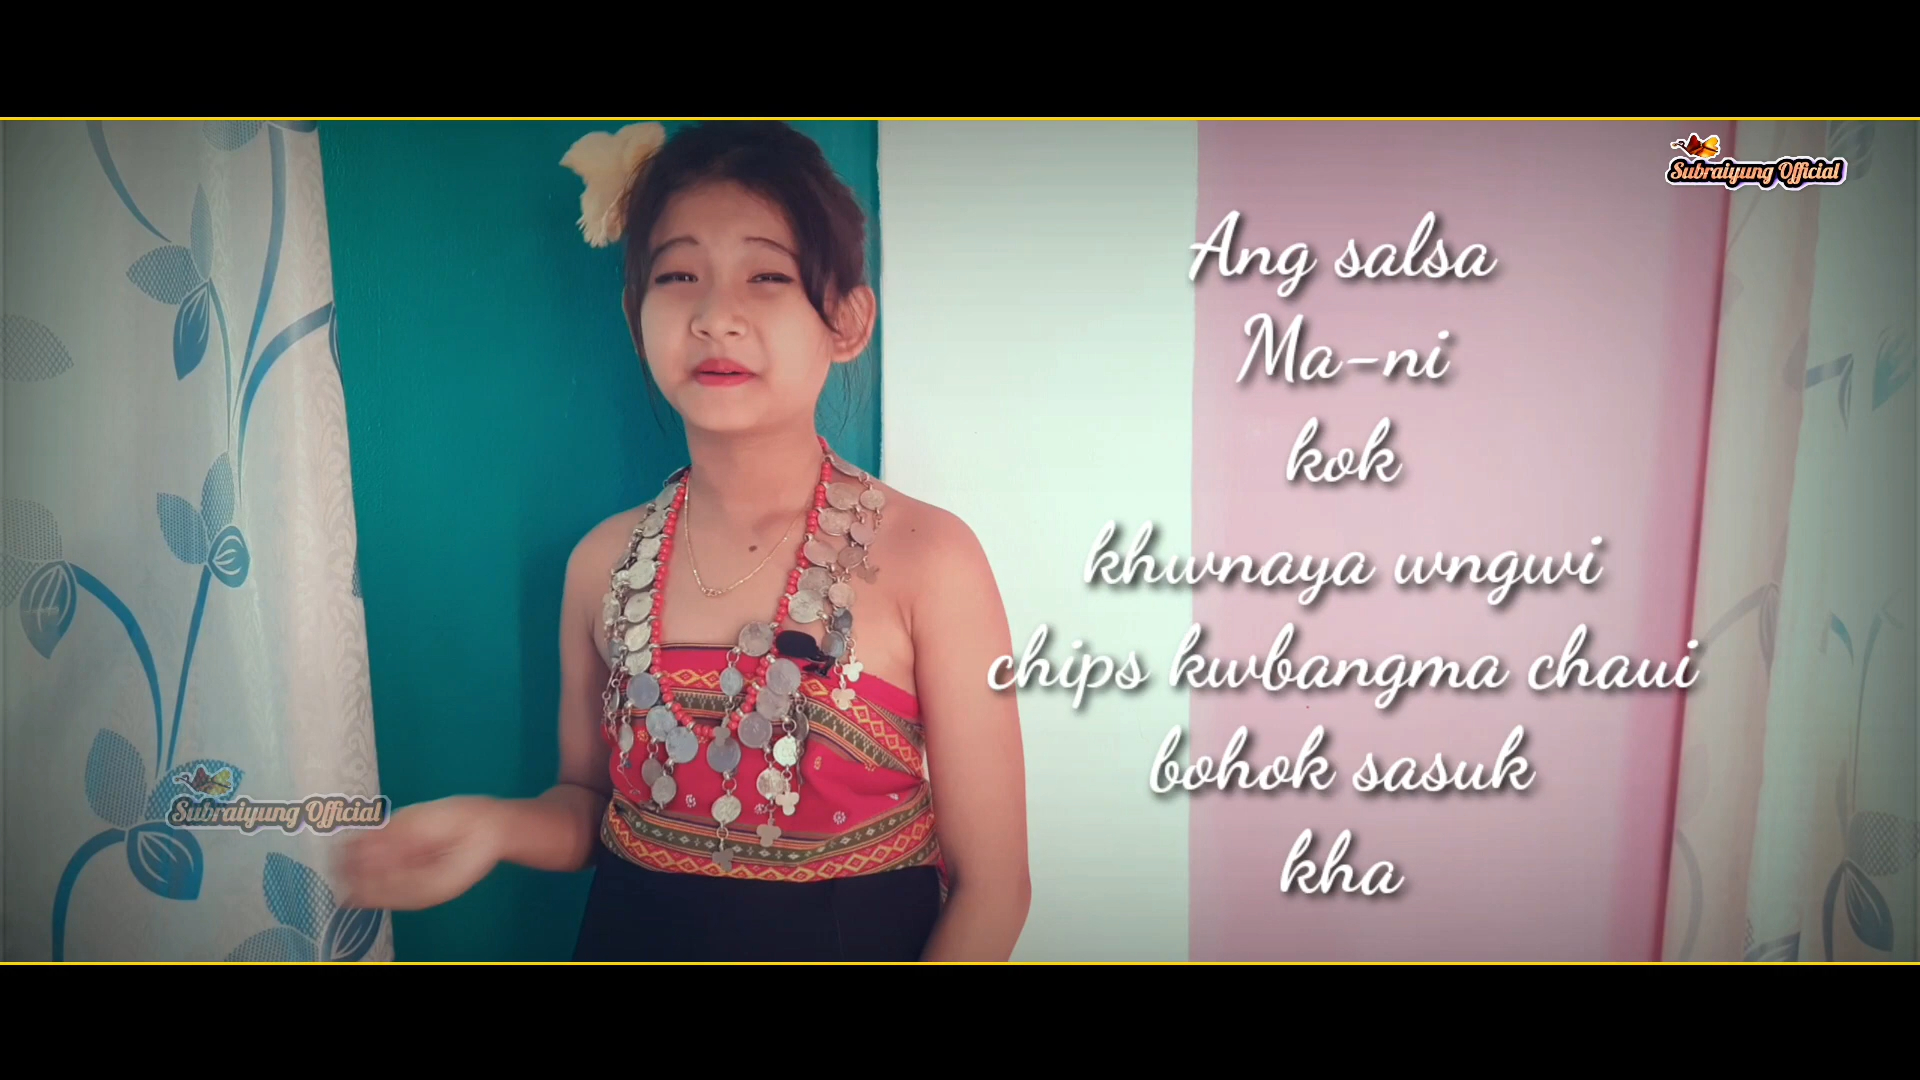 Subraiyung Official
Ang salsa
Ma-ni
kok
khwnaya wngwi
chips kwbangma chaui
bohok sasuk
kha
Subraiyung Official